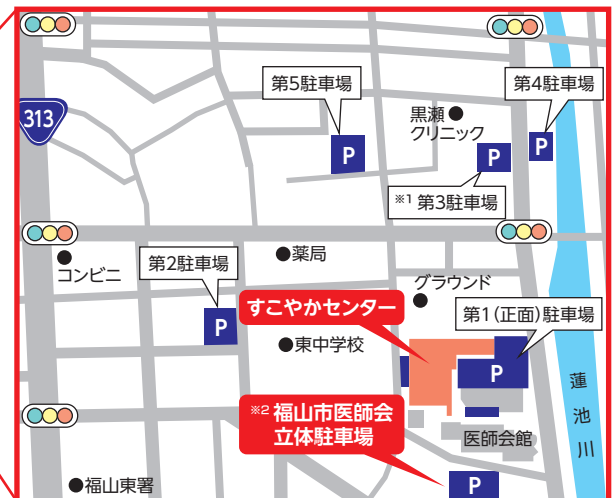 第5駐車場
第4駐車場
黒瀬
クリニック
313
P
P
P
※1 第3駐車場
薬局
コンビニ
第2駐車場
グラウンド
P
すこやかセンター
第1(正面)駐車場
東中学校
P
蓮池川
※2 福山市医師会
立体駐車場
医師会館
福山東署
P